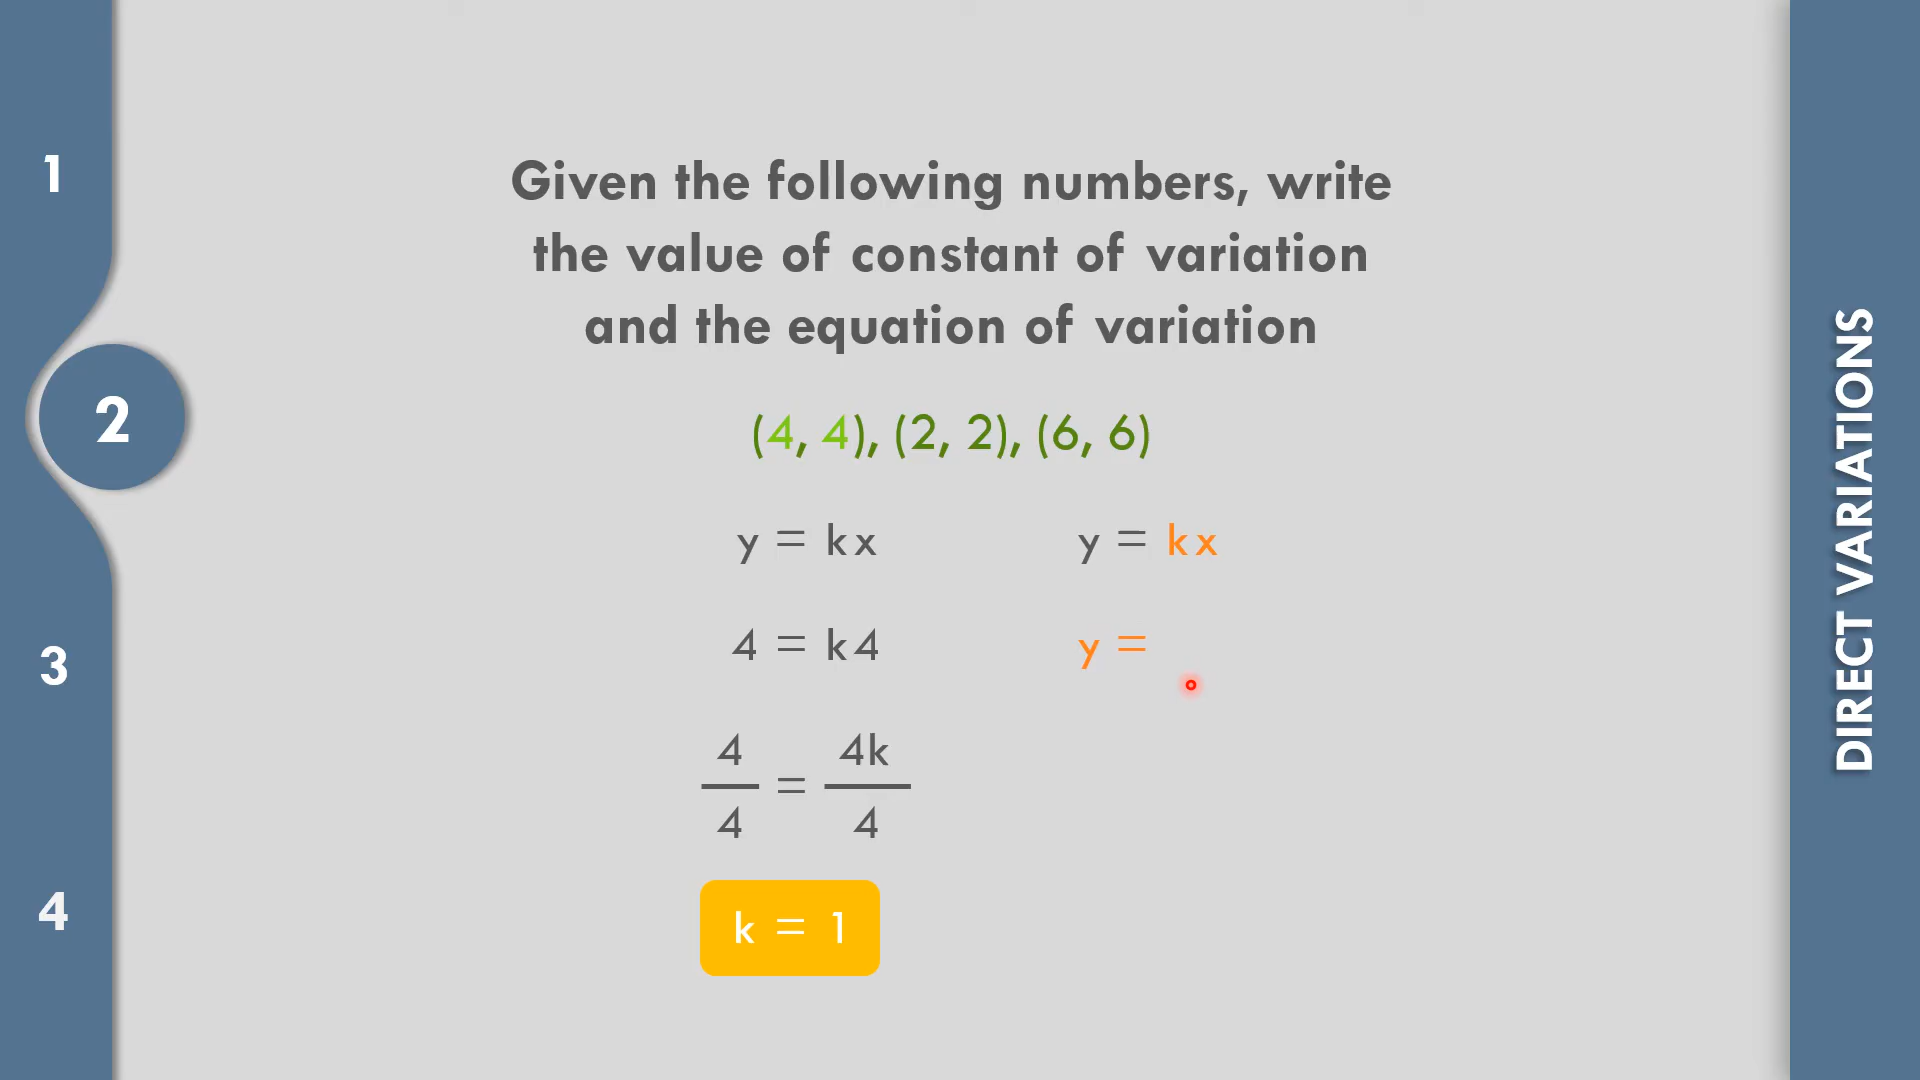 1
2
3
4
Given the following numbers, write
the value of constant of variation
and the equation of variation
(4, 4), (2, 2), (6, 6)
y = kx
4 = k4
4/4 = 4k/4
k = 1
y = kx
y =
DIRECT VARIATIONS